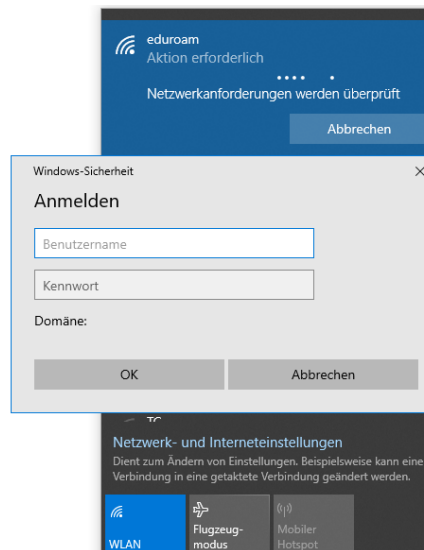 eduroam
Aktion erforderlich
Netzwerkanforderungen werden überprüft
Abbrechen
Windows-Sicherheit
Anmelden
Benutzername
Kennwort
Domäne:
OK
Abbrechen
Netzwerk- und Interneteinstellungen
Dient zum Ändern von Einstellungen. Beispielsweise kann eine
Verbindung in eine getaktete Verbindung geändert werden.
WLAN
Flugzeug-
modus
Mobiler
Hotspot